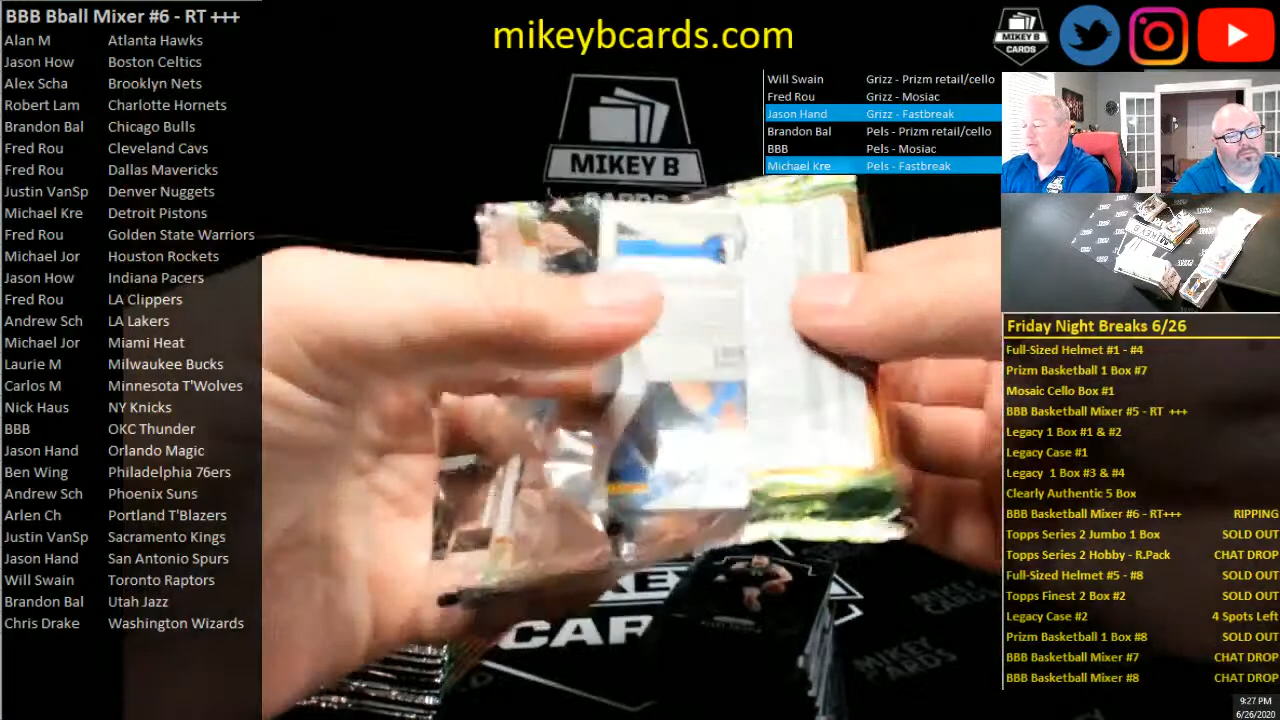 BBB Bball Mixer #6 - RT +++
Alan M Atlanta Hawks
Jason How Boston Celtics
Alex Scha Brooklyn Nets
Robert Lam Charlotte Hornets
Brandon Bal Chicago Bulls
Fred Rou Cleveland Cavs
Fred Rou Dallas Mavericks
Justin VanSp Denver Nuggets
Michael Kre Detroit Pistons
Fred Rou Golden State Warriors
Michael Jor Houston Rockets
Jason How Indiana Pacers
Fred Rou LA Clippers
Andrew Sch LA Lakers
Michael Jor Miami Heat
Laurie M Milwaukee Bucks
Carlos M Minnesota T'Wolves
Nick Haus NY Knicks
BBB OKC Thunder
Jason Hand Orlando Magic
Ben Wing Philadelphia 76ers
Andrew Sch Phoenix Suns
Arlen Ch Portland T'Blazers
Justin VanSp Sacramento Kings
Jason Hand San Antonio Spurs
Will Swain Toronto Raptors
Brandon Bal Utah Jazz
Chris Drake Washington Wizards
mikeybcards.com
MIKEY B
CARDS
Will Swain Grizz - Prizm retail/cello
Fred Rou Grizz - Mosiac
Jason Hand Grizz - Fastbreak
Brandon Bal Pels - Prizm retail/cello
BBB Pels - Mosiac
Michael Kre Pels - Fastbreak
MIKEY B
CARDS
Friday Night Breaks 6/26
Full-Sized Helmet #1 - #4
Prizm Basketball 1 Box #7
Mosaic Cello Box #1
BBB Basketball Mixer #5 - RT +++
Legacy 1 Box #1 & #2
Legacy Case #1
Legacy 1 Box #3 & #4
Clearly Authentic 5 Box
BBB Basketball Mixer #6 - RT+++ RIPPING
Topps Series 2 Jumbo 1 Box SOLD OUT
Topps Series 2 Hobby - R.Pack CHAT DROP
Full-Sized Helmet #5 - #8 SOLD OUT
Topps Finest 2 Box #2 SOLD OUT
Legacy Case #2 4 Spots Left
Prizm Basketball 1 Box #8 SOLD OUT
BBB Basketball Mixer #7 CHAT DROP
BBB Basketball Mixer #8 CHAT DROP
9:27 PM
6/26/2020